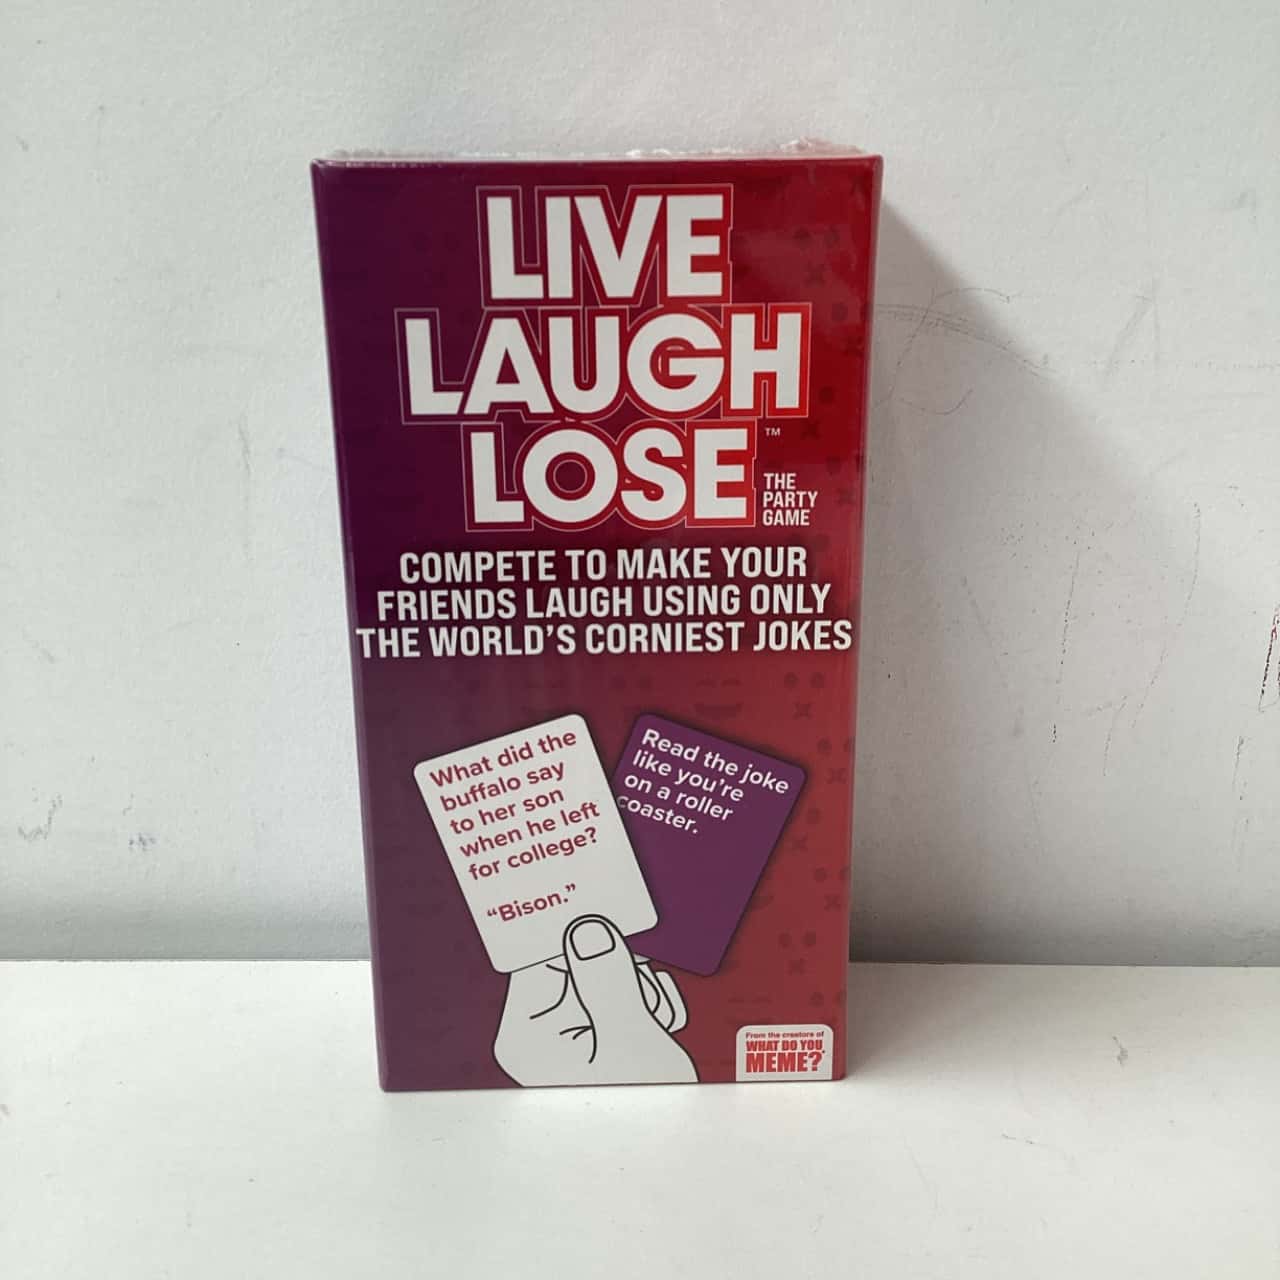 LIVE
LAUGH
LOSE™
THE
PARTY
GAME
COMPETE TO MAKE YOUR
FRIENDS LAUGH USING ONLY
THE WORLD'S CORNIEST JOKES
What did the
buffalo say
to her son
when he left
for college?
“Bison.”
Read the joke
like you're
on a roller
coaster.
From the creators of
WHAT DO YOU
MEME?